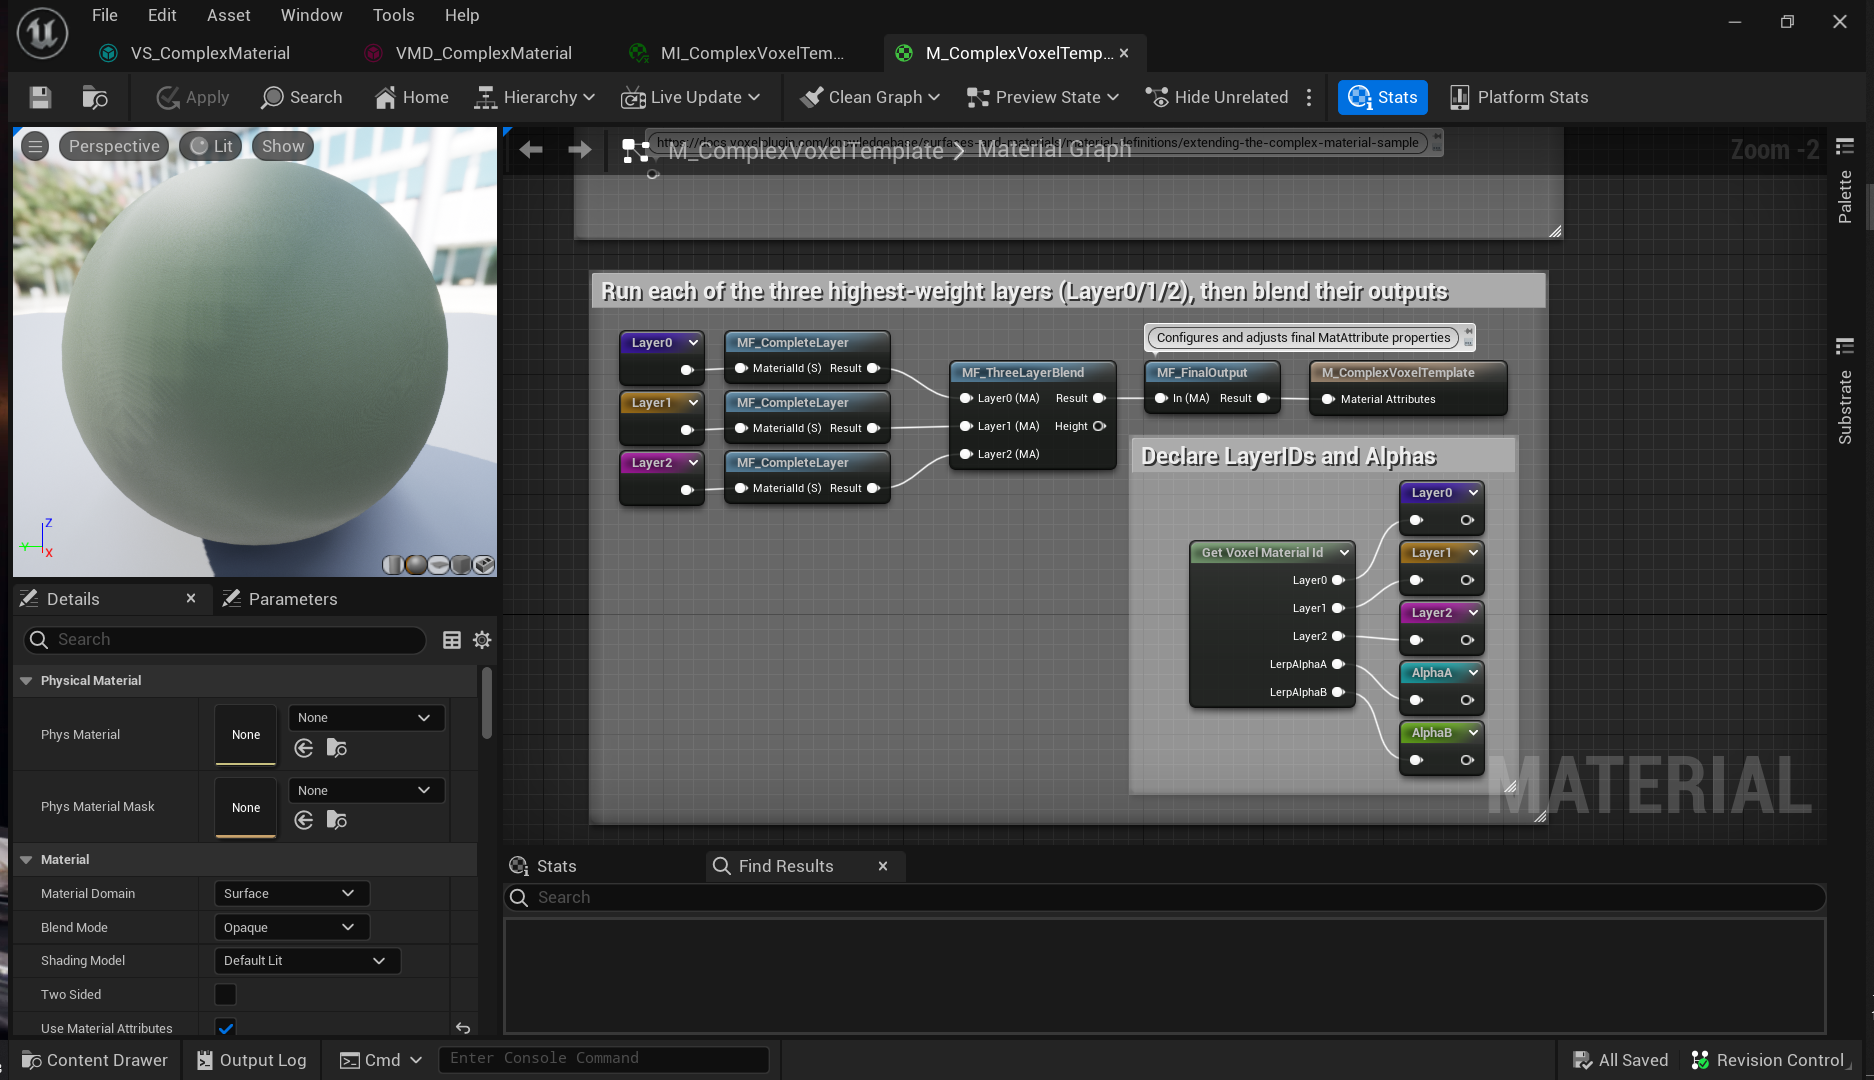 File Edit Asset Window Tools Help
VS_ComplexMaterial VMD_ComplexMaterial MI_ComplexVoxelTem... M_ComplexVoxelTemp...
Apply Search Home Hierarchy Live Update Clean Graph Preview State Hide Unrelated Stats Platform Stats
Perspective Lit Show
https://docs.voxelplugin.com/knowledgebase/surfaces-and-materials/material-definitions/extending-the-complex-material-sample
M_ComplexVoxelTemplate > Material Graph
Zoom -2
Palette
Substrate
Run each of the three highest-weight layers (Layer0/1/2), then blend their outputs
Configures and adjusts final MatAttribute properties
Layer0 MF_CompleteLayer
MaterialId (S) Result
Layer1 MF_CompleteLayer
MaterialId (S) Result
Layer2 MF_CompleteLayer
MaterialId (S) Result
MF_ThreeLayerBlend
Layer0 (MA) Result
Layer1 (MA) Height
Layer2 (MA)
MF_FinalOutput
In (MA) Result
M_ComplexVoxelTemplate
Material Attributes
Declare LayerIDs and Alphas
Get Voxel Material Id
Layer0
Layer1
Layer2
LerpAlphaA
LerpAlphaB
Layer0
Layer1
Layer2
AlphaA
AlphaB
MATERIAL
Z
Y
X
Details Parameters
Search
Physical Material
Phys Material None None
Phys Material Mask None None
Material
Material Domain Surface
Blend Mode Opaque
Shading Model Default Lit
Two Sided
Use Material Attributes
Stats Find Results
Search
Content Drawer Output Log Cmd Enter Console Command All Saved Revision Control